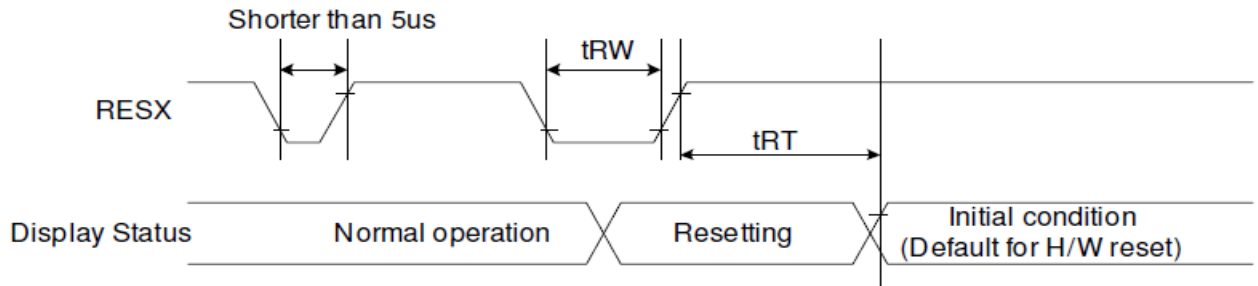 Shorter than 5us
tRW
RESX
tRT
Display Status
Normal operation
Resetting
Initial condition
(Default for H/W reset)